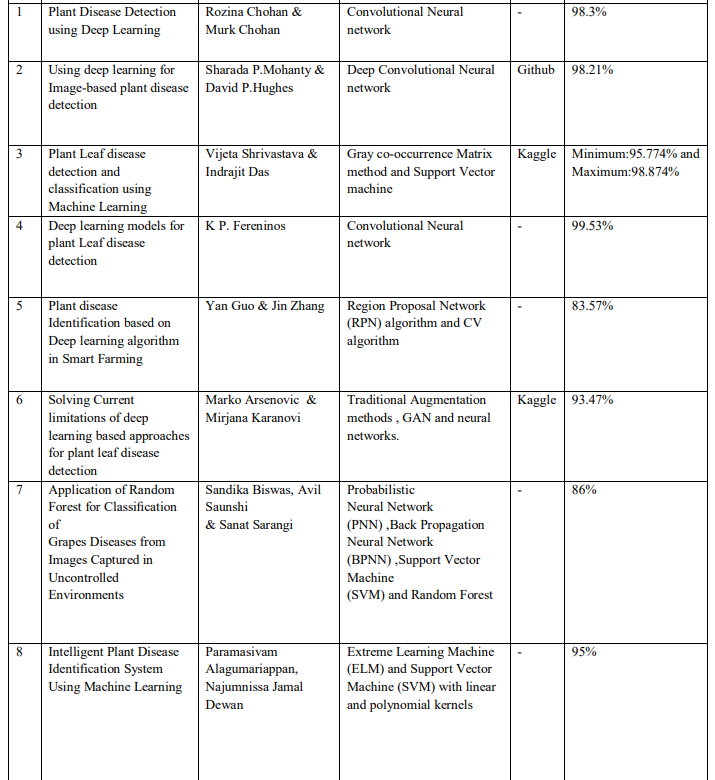 1 Plant Disease Detection using Deep Learning Rozina Chohan & Murk Chohan Convolutional Neural network - 98.3%
2 Using deep learning for Image-based plant disease detection Sharada P.Mohanty & David P.Hughes Deep Convolutional Neural network Github 98.21%
3 Plant Leaf disease detection and classification using Machine Learning Vijeta Shrivastava & Indrajit Das Gray co-occurrence Matrix method and Support Vector machine Kaggle Minimum:95.774% and Maximum:98.874%
4 Deep learning models for plant Leaf disease detection K P. Fereninos Convolutional Neural network - 99.53%
5 Plant disease Identification based on Deep learning algorithm in Smart Farming Yan Guo & Jin Zhang Region Proposal Network (RPN) algorithm and CV algorithm - 83.57%
6 Solving Current limitations of deep learning based approaches for plant leaf disease detection Marko Arsenovic & Mirjana Karanovi Traditional Augmentation methods , GAN and neural networks. Kaggle 93.47%
7 Application of Random Forest for Classification of Grapes Diseases from Images Captured in Uncontrolled Environments Sandika Biswas, Avil Saunshi & Sanat Sarangi Probabilistic Neural Network (PNN) ,Back Propagation Neural Network (BPNN) ,Support Vector Machine (SVM) and Random Forest - 86%
8 Intelligent Plant Disease Identification System Using Machine Learning Paramasivam Alagumariappan, Najumnissa Jamal Dewan Extreme Learning Machine (ELM) and Support Vector Machine (SVM) with linear and polynomial kernels - 95%